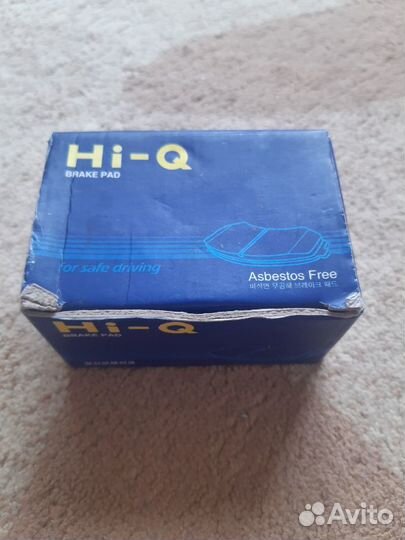 Hi-Q
BRAKE PAD
for safe driving
Asbestos Free
비석면 무공해 브레이크 패드
Hi-Q
BRAKE PAD
Avito